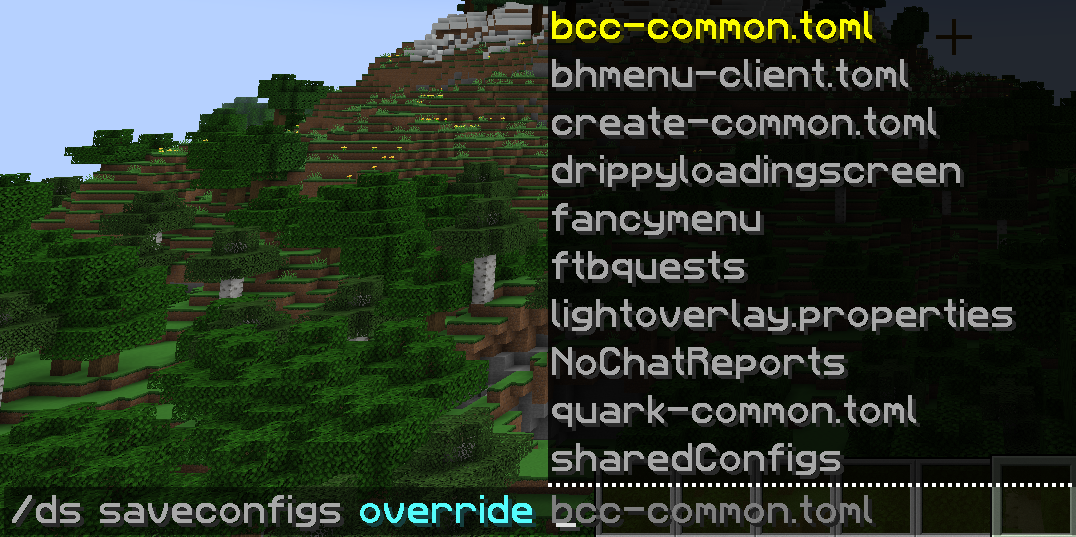 bcc-common.toml
bhmenu-client.toml
create-common.toml
drippyloadingscreen
fancymenu
ftbquests
lightoverlay.properties
NoChatReports
quark-common.toml
sharedConfigs
/ds saveconfigs override bcc-common.toml